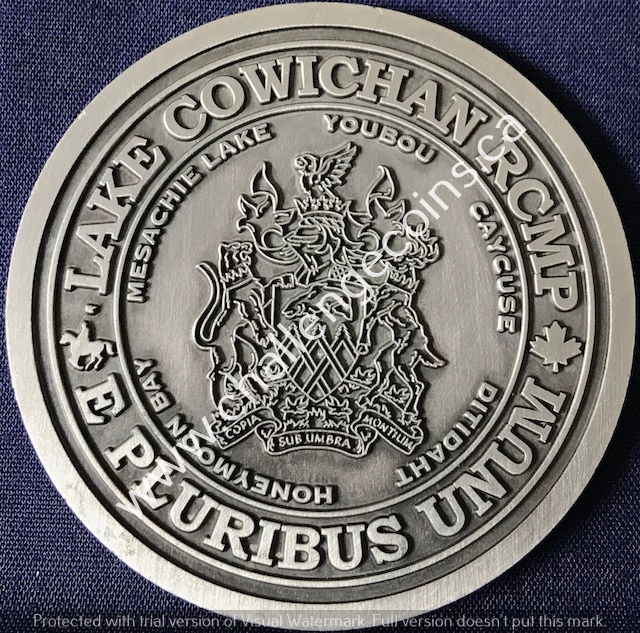 LAKE COWICHAN RCMP
E PLURIBUS UNUM
MESACHIE LAKE
YOUBOU
CAYCUSE
DITIDAHT
HONEYMOON BAY
E COPIA
SUB UMBRA
MONTIUM
www.challengecoins.ca
Protected with trial version of Visual Watermark. Full version doesn't put this mark.